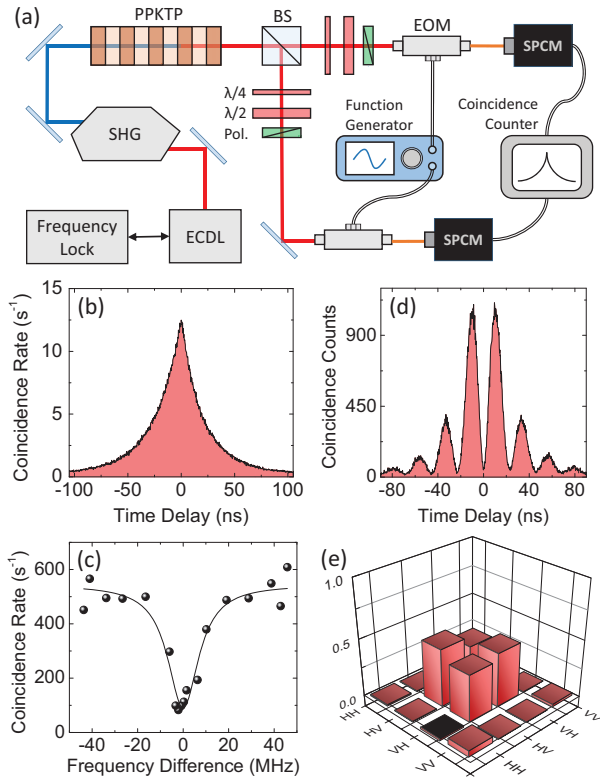 (a)
PPKTP
BS
EOM
SPCM
λ/4
λ/2
Pol.
Function
Generator
Coincidence
Counter
SHG
Frequency
Lock
ECDL
SPCM
(b)
Coincidence Rate (s⁻¹)
15
10
5
0
-100
-50
0
50
100
Time Delay (ns)
(d)
Coincidence Counts
900
450
0
-80
-40
0
40
80
Time Delay (ns)
(c)
Coincidence Rate (s⁻¹)
600
400
200
0
-40
-20
0
20
40
Frequency Difference (MHz)
(e)
1.0
0.5
0.0
HH
HV
VH
VV
HH
HV
VH
VV